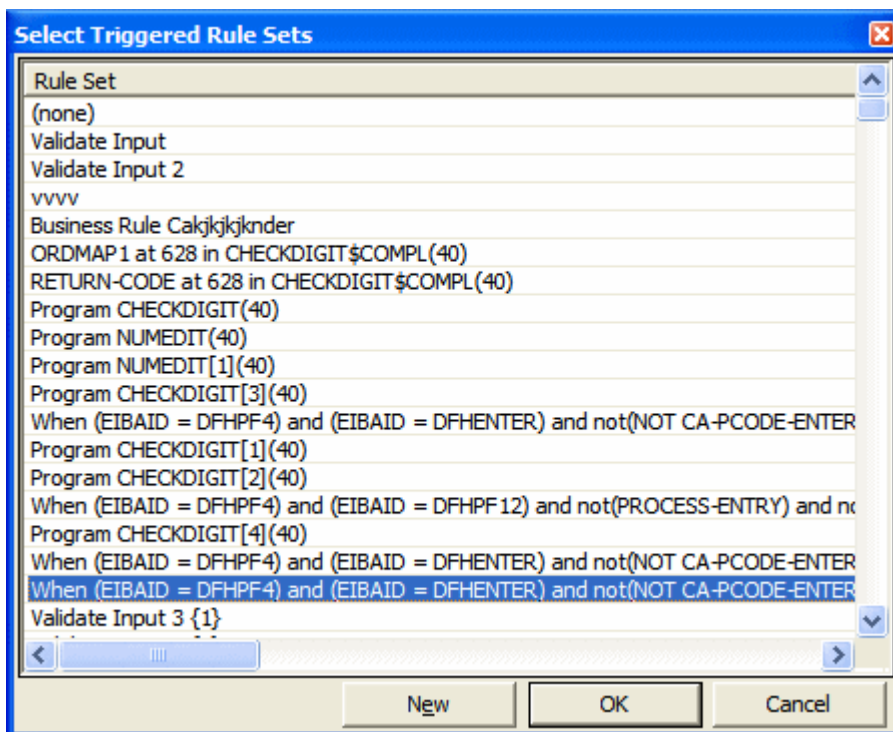 Select Triggered Rule Sets
Rule Set
(none)
Validate Input
Validate Input 2
vvvv
Business Rule Cakjkjkjknder
ORDMAP1 at 628 in CHECKDIGIT$COMPL(40)
RETURN-CODE at 628 in CHECKDIGIT$COMPL(40)
Program CHECKDIGIT(40)
Program NUMEDIT(40)
Program NUMEDIT[1](40)
Program CHECKDIGIT[3](40)
When (EIBAID = DFHPF4) and (EIBAID = DFHENTER) and not(NOT CA-PCODE-ENTER
Program CHECKDIGIT[1](40)
Program CHECKDIGIT[2](40)
When (EIBAID = DFHPF4) and (EIBAID = DFHPF12) and not(PROCESS-ENTRY) and
Program CHECKDIGIT[4](40)
When (EIBAID = DFHPF4) and (EIBAID = DFHENTER) and not(NOT CA-PCODE-ENTER
When (EIBAID = DFHPF4) and (EIBAID = DFHENTER) and not(NOT CA-PCODE-ENTER
Validate Input 3 {1}
New OK Cancel